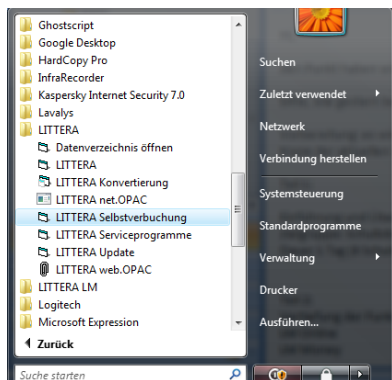 Ghostscript
Google Desktop
HardCopy Pro
InfraRecorder
Kaspersky Internet Security 7.0
Lavalys
LITTERA
Datenverzeichnis öffnen
LITTERA
LITTERA Konvertierung
LITTERA net.OPAC
LITTERA Selbstverbuchung
LITTERA Serviceprogramme
LITTERA Update
LITTERA web.OPAC
LITTERA LM
Logitech
Microsoft Expression
Zurück
Suche starten
Suchen
Zuletzt verwendet
Netzwerk
Verbindung herstellen
Systemsteuerung
Standardprogramme
Verwaltung
Drucker
Ausführen...